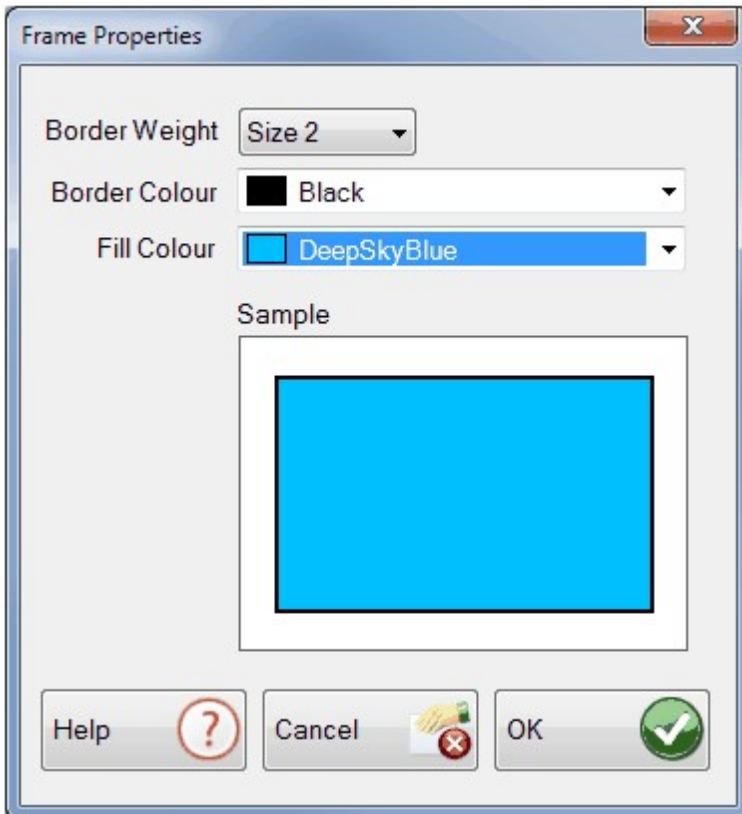 Frame Properties
Border Weight Size 2
Border Colour Black
Fill Colour DeepSkyBlue
Sample
Help ? Cancel OK